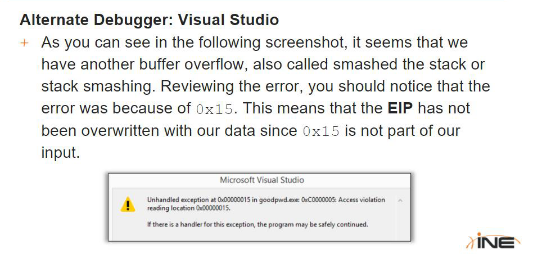 Alternate Debugger: Visual Studio
+ As you can see in the following screenshot, it seems that we
have another buffer overflow, also called smashed the stack or
stack smashing. Reviewing the error, you should notice that the
error was because of 0x15. This means that the EIP has not
been overwritten with our data since 0x15 is not part of our
input.
Microsoft Visual Studio
Unhandled exception at 0x00000015 in goodpwd.exe: 0xC0000005: Access violation
reading location 0x00000015.
If there is a handler for this exception, the program may be safely continued.
INE